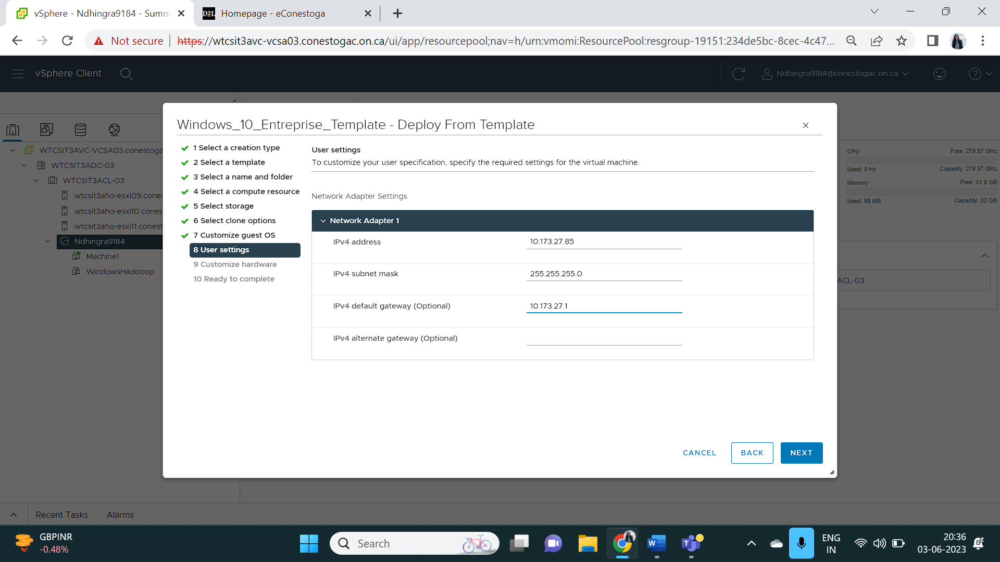 vSphere - Ndhingra9184 - Summ
D2L Homepage - eConestoga
Not secure https://wtcsit3avc-vcsa03.conestogac.on.ca/ui/app/resourcepool;nav=h/urn:vmomi:ResourcePool:resgroup-19151:234de5bc-8cec-4c47...
vSphere Client
Ndhingra9184@conestogac.on.ca
Windows_10_Entreprise_Template - Deploy From Template
WTCSIT3AVC-VCSA03.conestoga
WTCSIT3ADC-03
WTCSIT3ACL-03
wtcsit3aho-esxi09.cones
wtcsit3aho-esxi10.cones
wtcsit3aho-esxi11.conest
Ndhingra9184
Machine1
WindowsHadooop
1 Select a creation type
2 Select a template
3 Select a name and folder
4 Select a compute resource
5 Select storage
6 Select clone options
7 Customize guest OS
8 User settings
9 Customize hardware
10 Ready to complete
User settings
To customize your user specification, specify the required settings for the virtual machine.
Network Adapter Settings
Network Adapter 1
IPv4 address 10.173.27.85
IPv4 subnet mask 255.255.255.0
IPv4 default gateway (Optional) 10.173.27.1
IPv4 alternate gateway (Optional)
CANCEL BACK NEXT
CPU Free: 279.57 GHz
Used: 0 Hz Capacity: 279.57 GHz
Memory Free: 31.9 GB
Used: 98 MB Capacity: 32 GB
ACL-03
Recent Tasks Alarms
GBPINR
-0.48%
Search
ENG
IN
20:36
03-06-2023